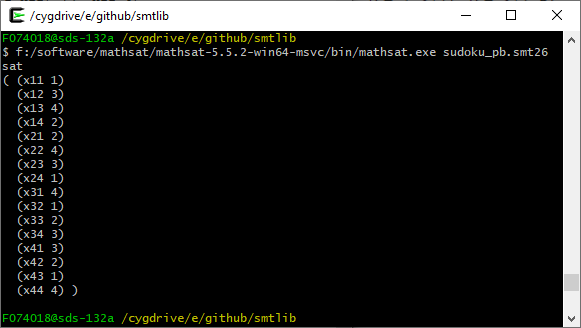 /cygdrive/e/github/smtlib
F074018@sds-132a /cygdrive/e/github/smtlib
$ f:/software/mathsat/mathsat-5.5.2-win64-msvc/bin/mathsat.exe sudoku_pb.smt26
sat
( (x11 1)
  (x12 3)
  (x13 4)
  (x14 2)
  (x21 2)
  (x22 4)
  (x23 3)
  (x24 1)
  (x31 4)
  (x32 1)
  (x33 2)
  (x34 3)
  (x41 3)
  (x42 2)
  (x43 1)
  (x44 4) )
F074018@sds-132a /cygdrive/e/github/smtlib